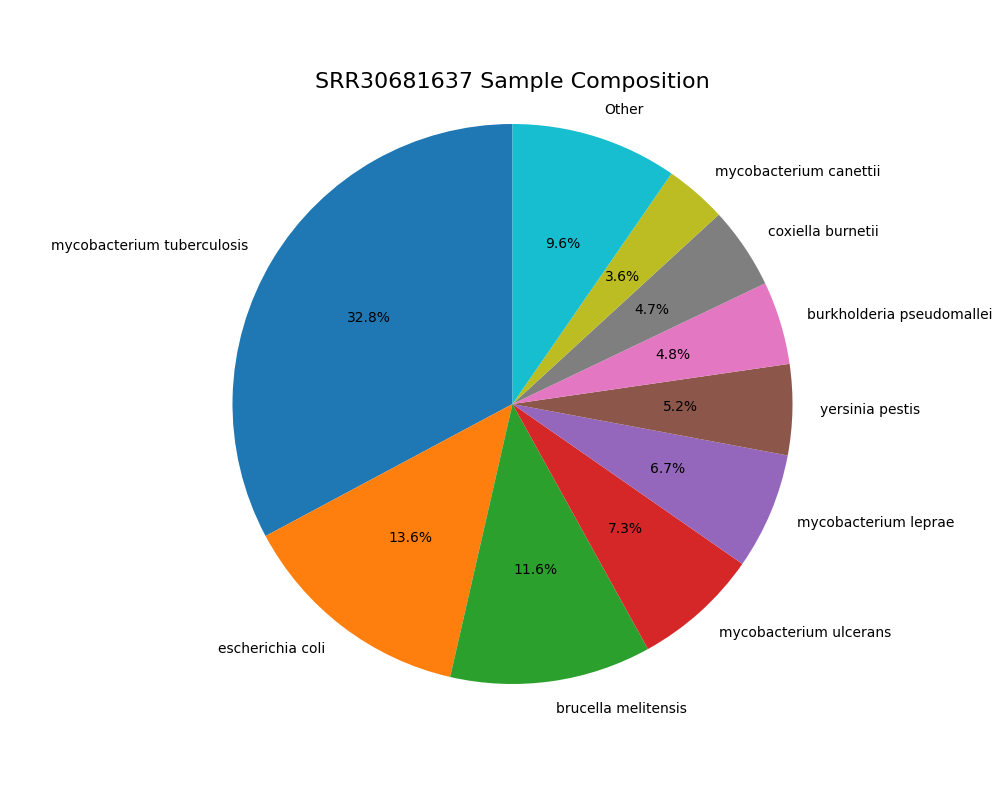 SRR30681637 Sample Composition
Other
mycobacterium canettii
coxiella burnetii
mycobacterium tuberculosis
burkholderia pseudomallei
yersinia pestis
mycobacterium leprae
mycobacterium ulcerans
escherichia coli
brucella melitensis
9.6%
3.6%
4.7%
32.8%
4.8%
5.2%
6.7%
7.3%
13.6%
11.6%